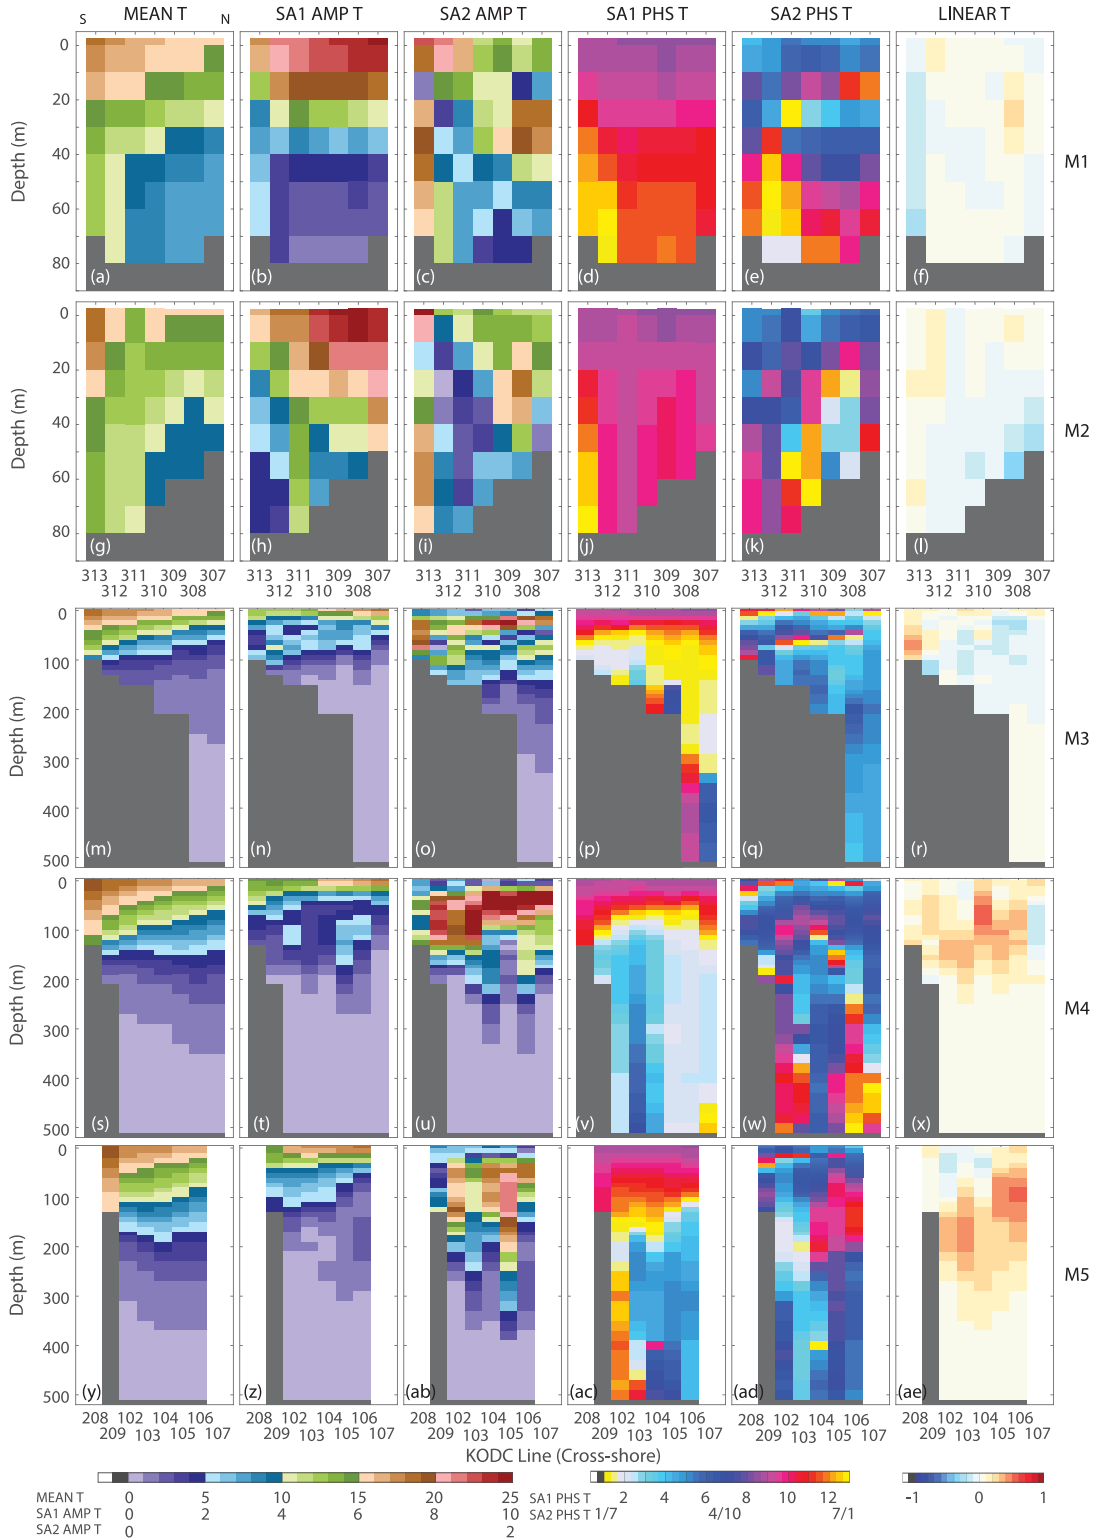 S N
MEAN T SA1 AMP T SA2 AMP T SA1 PHS T SA2 PHS T LINEAR T
0
20
40
60
80
Depth (m)
(a) (b) (c) (d) (e) (f)
M1
0
20
40
60
80
Depth (m)
(g) (h) (i) (j) (k) (l)
M2
313 311 309 307 313 311 309 307 313 311 309 307 313 311 309 307 313 311 309 307 313 311 309 307
312 310 308 312 310 308 312 310 308 312 310 308 312 310 308 312 310 308
0
100
200
300
400
500
Depth (m)
(m) (n) (o) (p) (q) (r)
M3
0
100
200
300
400
500
Depth (m)
(s) (t) (u) (v) (w) (x)
M4
0
100
200
300
400
500
Depth (m)
(y) (z) (ab) (ac) (ad) (ae)
M5
208 102 104 106 208 102 104 106 208 102 104 106 208 102 104 106 208 102 104 106 208 102 104 106
209 103 105 107 209 103 105 107 209 103 105 107 209 103 105 107 209 103 105 107 209 103 105 107
KODC Line (Cross-shore)
MEAN T 0 5 10 15 20 25
SA1 AMP T 0 2 4 6 8 10
SA2 AMP T 0 2
SA1 PHS T 2 4 6 8 10 12
SA2 PHS T 1/7 4/10 7/1
-1 0 1